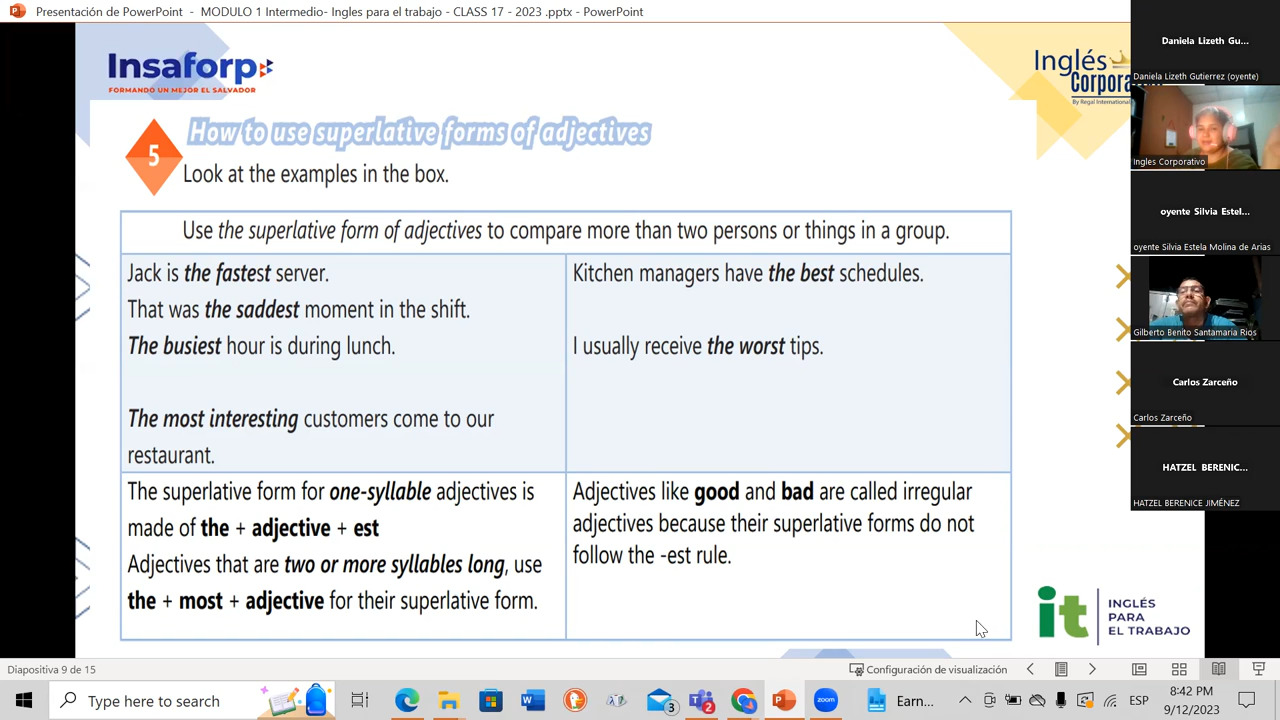 Presentación de PowerPoint - MODULO 1 Intermedio- Ingles para el trabajo - CLASS 17 - 2023 .pptx - PowerPoint
Insaforp
FORMANDO UN MEJOR EL SALVADOR
Inglés
Corpora
By Regal Internationa
5
How to use superlative forms of adjectives
Look at the examples in the box.
Use the superlative form of adjectives to compare more than two persons or things in a group.
Jack is the fastest server.
That was the saddest moment in the shift.
The busiest hour is during lunch.
The most interesting customers come to our
restaurant.
Kitchen managers have the best schedules.
I usually receive the worst tips.
The superlative form for one-syllable adjectives is
made of the + adjective + est
Adjectives that are two or more syllables long, use
the + most + adjective for their superlative form.
Adjectives like good and bad are called irregular
adjectives because their superlative forms do not
follow the -est rule.
it
INGLÉS
PARA
EL TRABAJO
Daniela Lizeth Gu...
Daniela Lizeth Gutierrez (oyente)
Ingles Corporativo
oyente Silvia Estel...
oyente Silvia Estela Molina de Arias
Gilberto Benito Santamaria Rios
Carlos Zarceño
Carlos Zarceño
HATZEL BERENIC...
HATZEL BERENICE JIMÉNEZ
Diapositiva 9 de 15
Configuración de visualización
Type here to search
3
2
zoom
Earn...
ESP
8:42 PM
9/12/2023